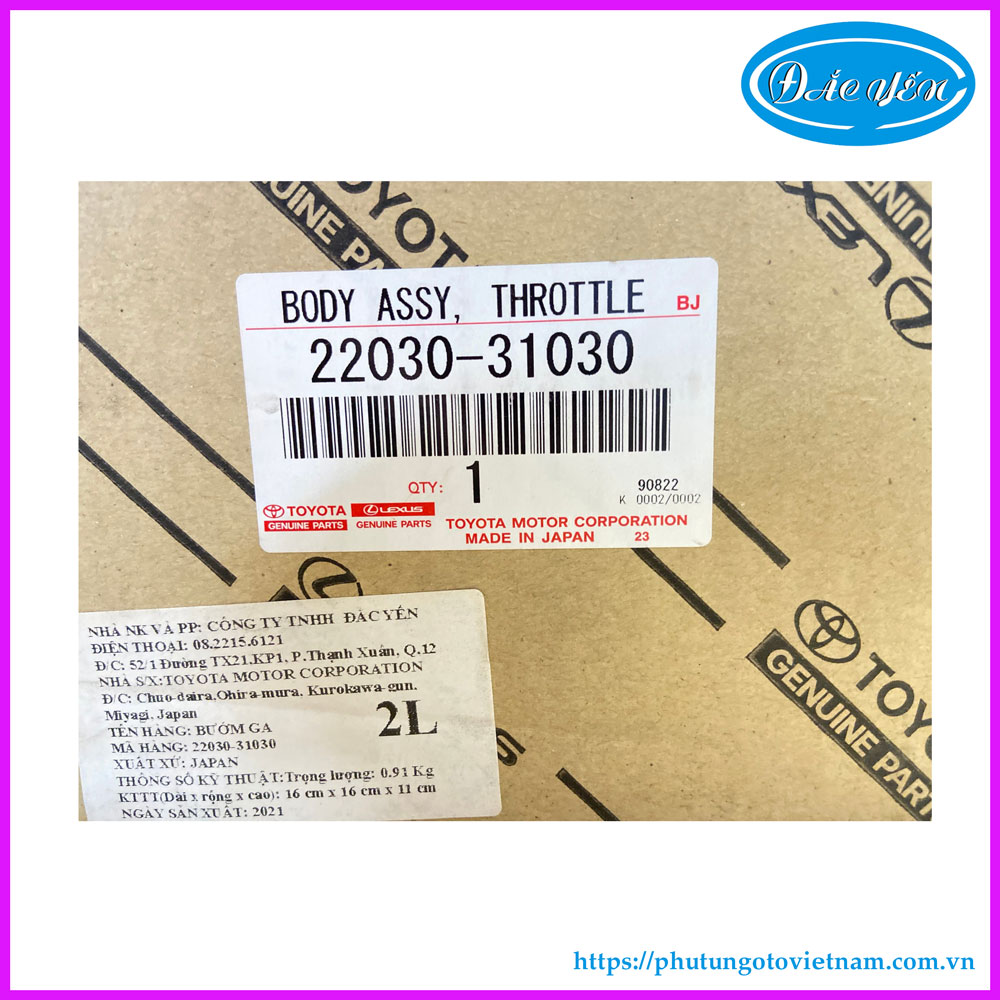 ĐẮC YẾN
TOYOTA
GENUINE PARTS
LEXUS
GENUINE
BODY ASSY, THROTTLE BJ
22030-31030
QTY: 1
90822
K 0002/0002
TOYOTA
GENUINE PARTS
LEXUS
GENUINE PARTS
TOYOTA MOTOR CORPORATION
MADE IN JAPAN 23
NHÀ NK VÀ PP: CÔNG TY TNHH ĐẮC YẾN
ĐIỆN THOẠI: 08.2215.6121
Đ/C: 52/1 Đường TX21,KP1, P.Thạnh Xuân, Q.12
NHÀ S/X:TOYOTA MOTOR CORPORATION
Đ/C: Chuo-daira,Ohira-mura, Kurokawa-gun,
Miyagi, Japan
TÊN HÀNG: BƯỚM GA
MÃ HÀNG: 22030-31030
2L
XUẤT XỨ: JAPAN
THÔNG SỐ KỸ THUẬT:Trọng lượng: 0.91 Kg
KTTT(Dài x rộng x cao): 16 cm x 16 cm x 11 cm
NGÀY SẢN XUẤT: 2021
TOYO
GENUINE PART
https://phutungotovietnam.com.vn